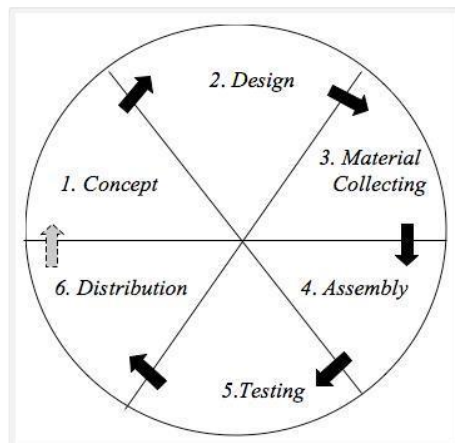 1. Concept
2. Design
3. Material
Collecting
4. Assembly
5.Testing
6. Distribution